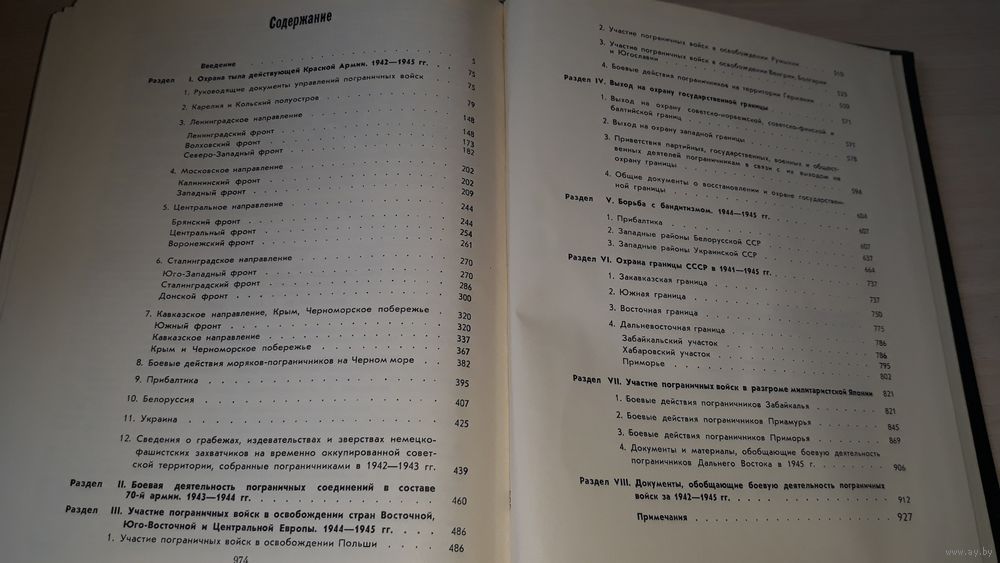 Содержание
Введение . . . . . . . . . . 5
Раздел I. Охрана тыла действующей Красной Армии. 1942—1945 гг. . 75
1. Руководящие документы управлений пограничных войск . . 75
2. Карелия и Кольский полуостров . . . . . . . . 79
3. Ленинградское направление . . . . . . . . 148
Ленинградский фронт . . . . . . . . 148
Волховский фронт . . . . . . . . 173
Северо-Западный фронт . . . . . . . . 182
4. Московское направление . . . . . . . . 202
Калининский фронт . . . . . . . . 202
Западный фронт . . . . . . . . 209
5. Центральное направление . . . . . . . . 244
Брянский фронт . . . . . . . . 244
Центральный фронт . . . . . . . . 254
Воронежский фронт . . . . . . . . 261
6. Сталинградское направление . . . . . . . . 270
Юго-Западный фронт . . . . . . . . 270
Сталинградский фронт . . . . . . . . 286
Донской фронт . . . . . . . . 300
7. Кавказское направление, Крым, Черноморское побережье 320
Южный фронт . . . . . . . . 320
Кавказское направление . . . . . . . . 337
Крым и Черноморское побережье . . . . . . 367
8. Боевые действия моряков-пограничников на Черном море . . 382
9. Прибалтика . . . . . . . . 395
10. Белоруссия . . . . . . . . 407
11. Украина . . . . . . . . 425
12. Сведения о грабежах, издевательствах и зверствах немецко-
фашистских захватчиков на временно оккупированной совет-
ской территории, собранные пограничниками в 1942—1943 гг. 439
Раздел II. Боевая деятельность пограничных соединений в составе
70-й армии. 1943—1944 гг. . . . . . . . . 460
Раздел III. Участие пограничных войск в освобождении стран Восточной,
Юго-Восточной и Центральной Европы. 1944—1945 гг. . . . . 486
1. Участие пограничных войск в освобождении Польши . . . . 486
974
2. Участие пограничных войск в освобождении Румынии
3. Участие пограничных войск в освобождении Венгрии, Болгарии
и Югославии . . . . . . . .
4. Боевые действия пограничников на территории Германии . .
Раздел IV. Выход на охрану государственной границы . . . . 571
1. Выход на охрану советско-норвежской, советско-финской и
балтийской границ . . . . . . . . 571
2. Выход на охрану западной границы . . . . . . 578
3. Приветствия партийных, государственных, военных и общест-
венных деятелей пограничникам в связи с их выходом на
охрану границы . . . . . . . . 594
4. Общие документы о восстановлении и охране государствен-
ной границы . . . . . . . . 604
Раздел V. Борьба с бандитизмом. 1944—1945 гг. . . . . 607
1. Прибалтика . . . . . . . . 607
2. Западные районы Белорусской ССР . . . . . . 637
3. Западные районы Украинской ССР . . . . . . 664
Раздел VI. Охрана границы СССР в 1941—1945 гг. . . . . 737
1. Закавказская граница . . . . . . . . 737
2. Южная граница . . . . . . . . 750
3. Восточная граница . . . . . . . . 775
4. Дальневосточная граница . . . . . . . . 786
Забайкальский участок . . . . . . . . 786
Хабаровский участок . . . . . . . . 795
Приморье . . . . . . . . 802
Раздел VII. Участие пограничных войск в разгроме милитаристской Японии 821
1. Боевые действия пограничников Забайкалья . . . . 821
2. Боевые действия пограничников Приамурья . . . . 845
3. Боевые действия пограничников Приморья . . . . 869
4. Документы и материалы, обобщающие боевую деятельность
пограничников Дальнего Востока в 1945 г. . . . . 906
Раздел VIII. Документы, обобщающие боевую деятельность пограничных
войск за 1942—1945 гг. . . . . . . . . 912
Примечания . . . . . . . . 927
www.ay.by